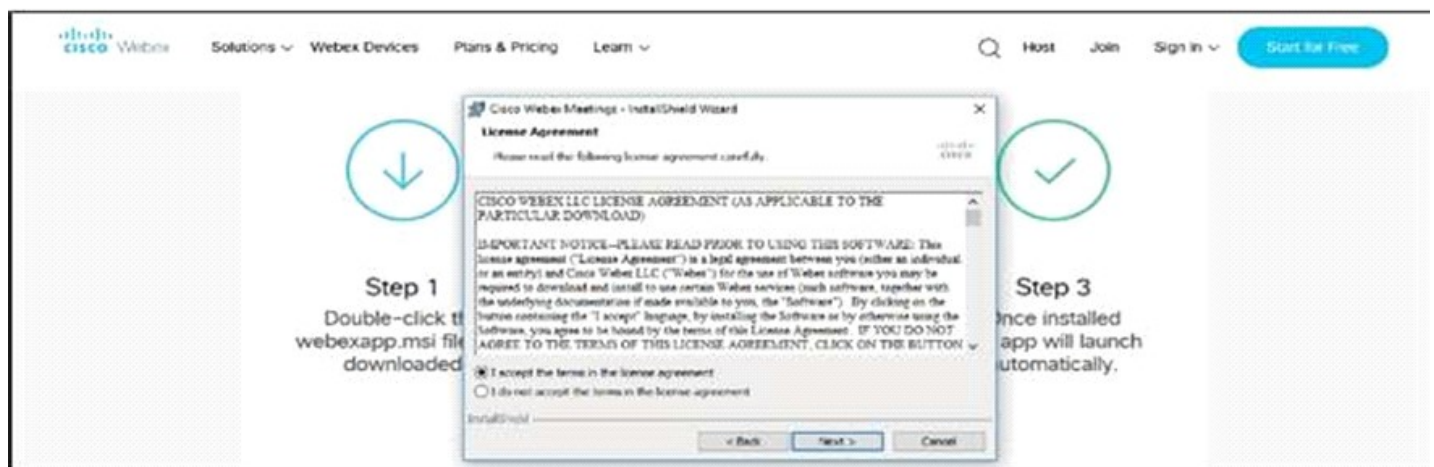 CISCO Webex Solutions Webex Devices Plans & Pricing Learn Host Join Sign In Start for Free
Cisco Webex Meetings - InstallShield Wizard
License Agreement
Please read the following license agreement carefully.
CISCO
CISCO WEBEX LLC LICENSE AGREEMENT (AS APPLICABLE TO THE
PARTICULAR DOWNLOAD)
IMPORTANT NOTICE--PLEASE READ PRIOR TO USING THIS SOFTWARE: This
license agreement ("License Agreement") is a legal agreement between you (either an individual
or an entity) and Cisco Webex LLC ("Webex") for the use of Webex software you may be
required to download and install to use certain Webex services (such software, together with
the underlying documentation if made available to you, the "Software"). By clicking on the
button containing the "I accept" language, by installing the Software or by otherwise using the
Software, you agree to be bound by the terms of this License Agreement. IF YOU DO NOT
AGREE TO THE TERMS OF THIS LICENSE AGREEMENT, CLICK ON THE BUTTON
I accept the terms in the license agreement
I do not accept the terms in the license agreement
InstallShield
< Back Next > Cancel
Step 1
Double-click th
webexapp.msi file
downloaded
Step 3
Once installed
app will launch
automatically.